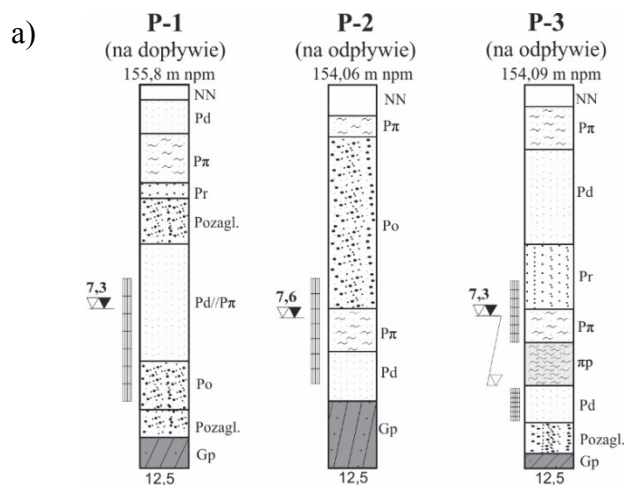 a)
P-1
(na dopływie)
155,8 m npm
NN
Pd
Pπ
Pr
Pozagl.
7,3
Pd//Pπ
Po
Pozagl.
Gp
12,5
P-2
(na odpływie)
154,06 m npm
NN
Pπ
Po
7,6
Pπ
Pd
Gp
12,5
P-3
(na odpływie)
154,09 m npm
NN
Pπ
Pd
Pr
7,3
Pπ
πp
Pd
Pozagl.
Gp
12,5